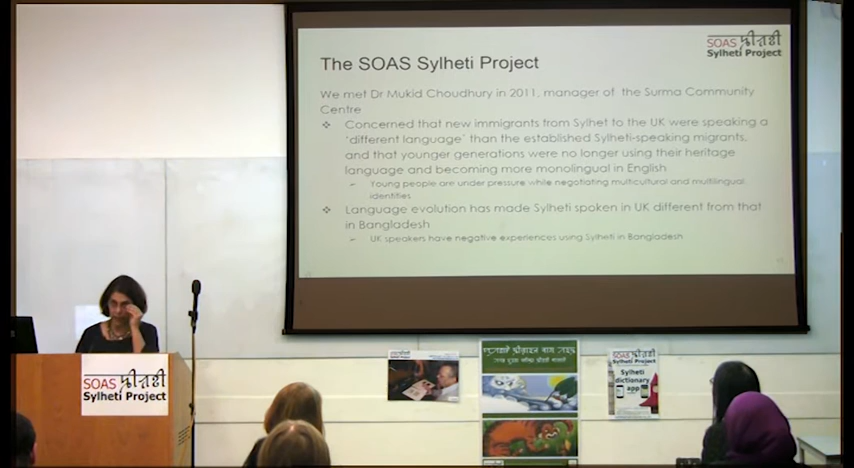 SOAS ꠍꠤꠟꠐꠤ
Sylheti Project
The SOAS Sylheti Project
We met Dr Mukid Choudhury in 2011, manager of the Surma Community
Centre
Concerned that new immigrants from Sylhet to the UK were speaking a
‘different language’ than the established Sylheti-speaking migrants,
and that younger generations were no longer using their heritage
language and becoming more monolingual in English
Young people are under pressure while negotiating multicultural and multilingual
identities
Language evolution has made Sylheti spoken in UK different from that
in Bangladesh
UK speakers have negative experiences using Sylheti in Bangladesh
SOAS
Sylheti Project
SOAS
Sylheti Project
Sylheti
dictionary
app